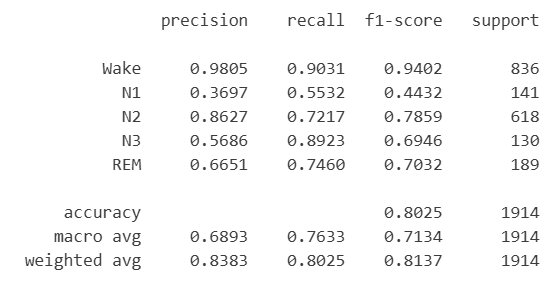 precision recall f1-score support
Wake 0.9805 0.9031 0.9402 836
N1 0.3697 0.5532 0.4432 141
N2 0.8627 0.7217 0.7859 618
N3 0.5686 0.8923 0.6946 130
REM 0.6651 0.7460 0.7032 189
accuracy 0.8025 1914
macro avg 0.6893 0.7633 0.7134 1914
weighted avg 0.8383 0.8025 0.8137 1914